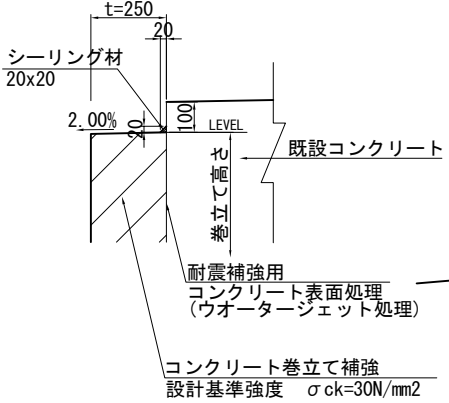 t=250
20
シーリング材
20x20
2.00%
20
100
LEVEL
既設コンクリート
巻立て高さ
耐震補強用
コンクリート表面処理
(ウオータージェット処理)
コンクリート巻立て補強
設計基準強度 σck=30N/mm2